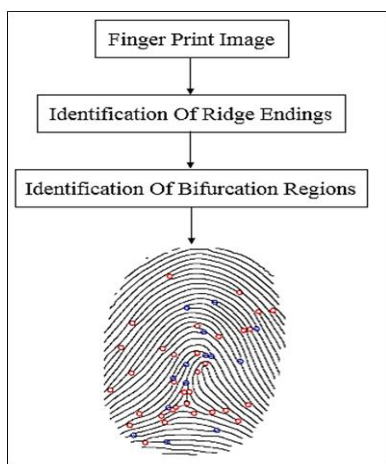 Finger Print Image
Identification Of Ridge Endings
Identification Of Bifurcation Regions